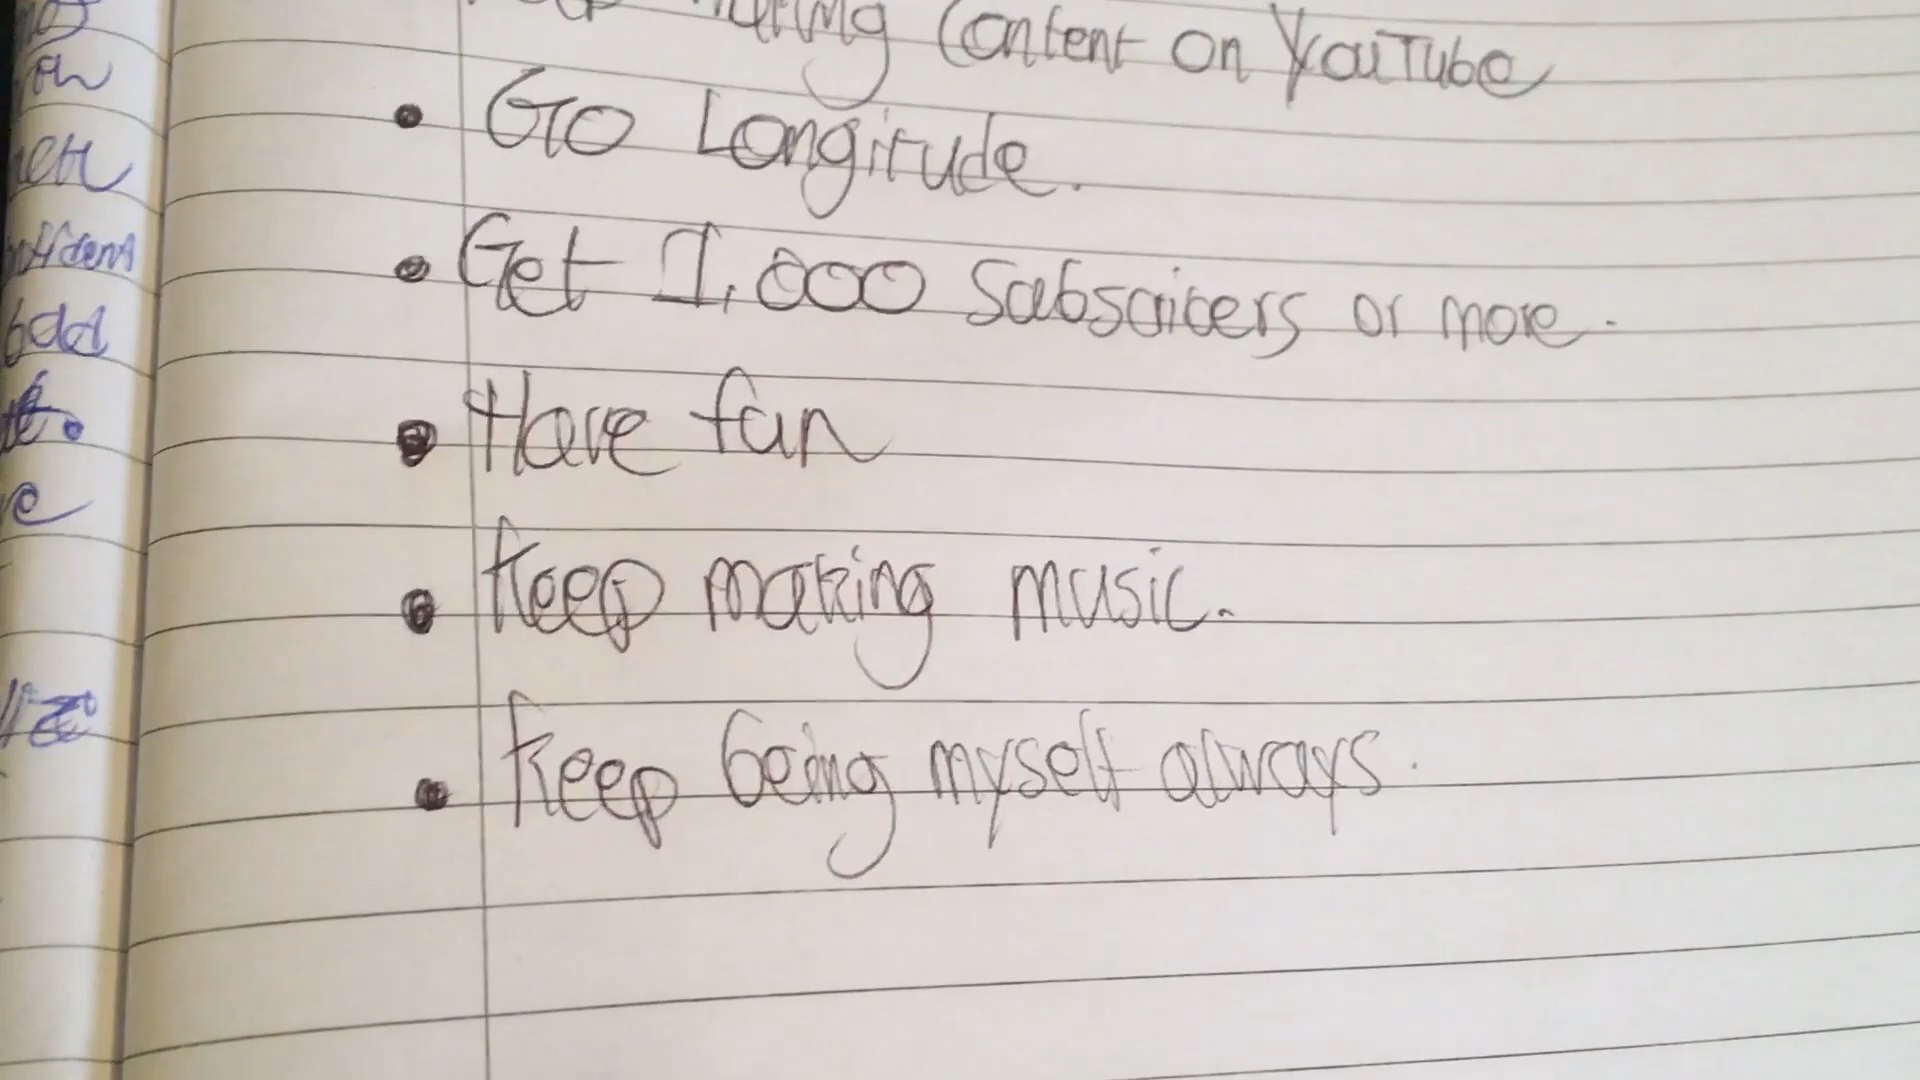 making Content on YouTube
• Go Longitude.
• Get 1,000 Subscribers or more.
• Have fun
• Keep making music.
• Keep being myself always.